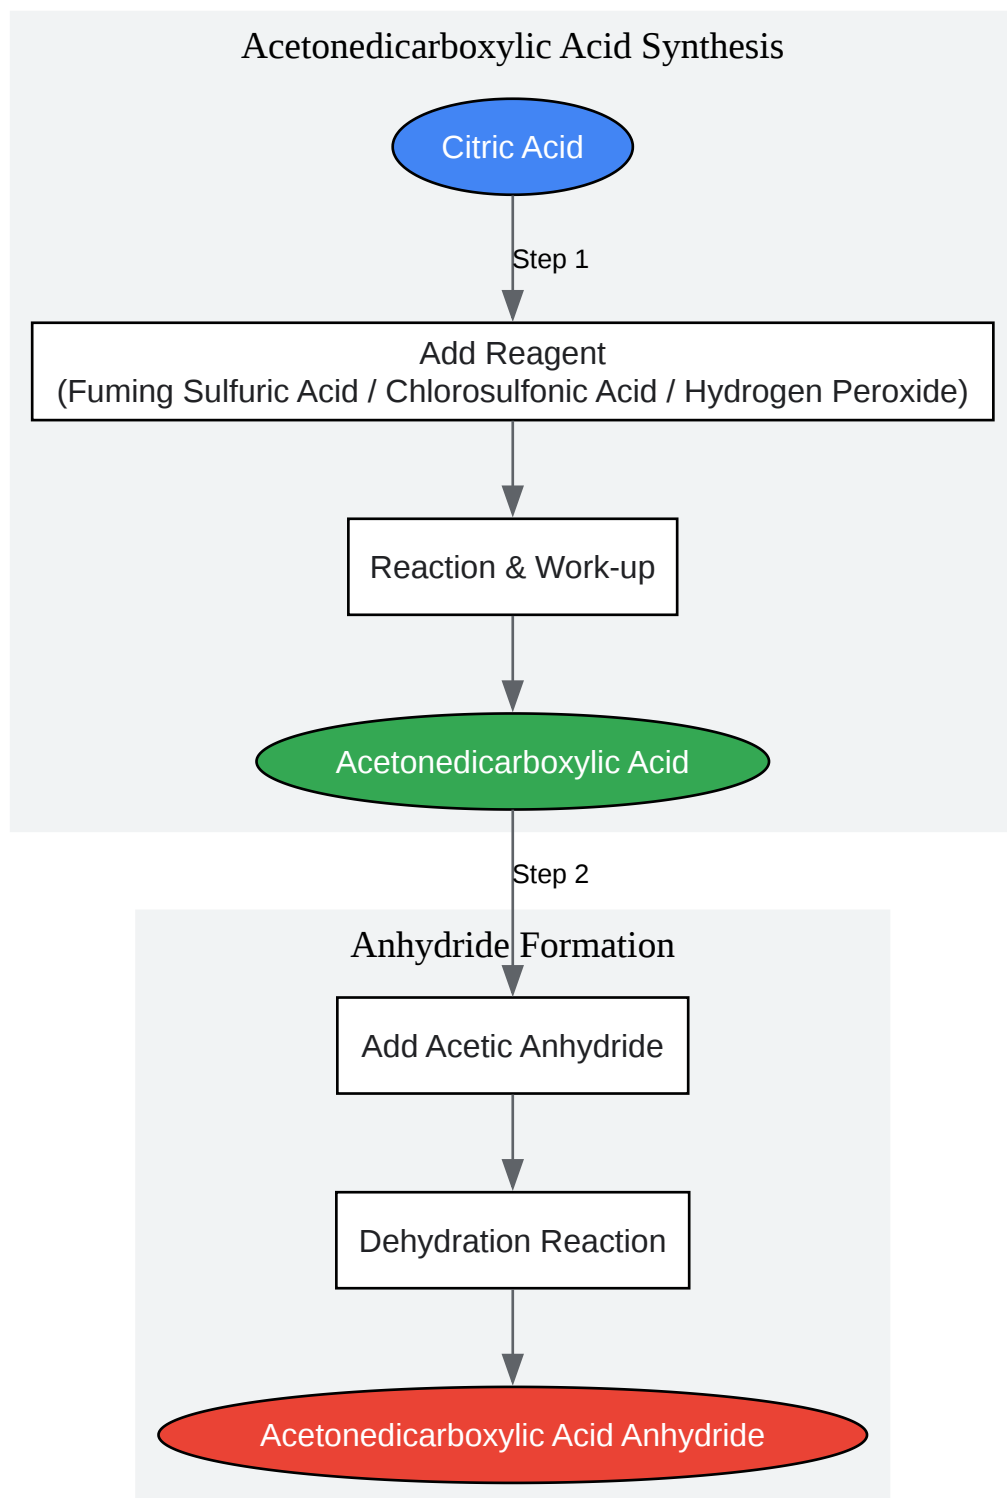 Acetonedicarboxylic Acid Synthesis
Citric Acid
Step 1
Add Reagent
(Fuming Sulfuric Acid / Chlorosulfonic Acid / Hydrogen Peroxide)
Reaction & Work-up
Acetonedicarboxylic Acid
Step 2
Anhydride Formation
Add Acetic Anhydride
Dehydration Reaction
Acetonedicarboxylic Acid Anhydride